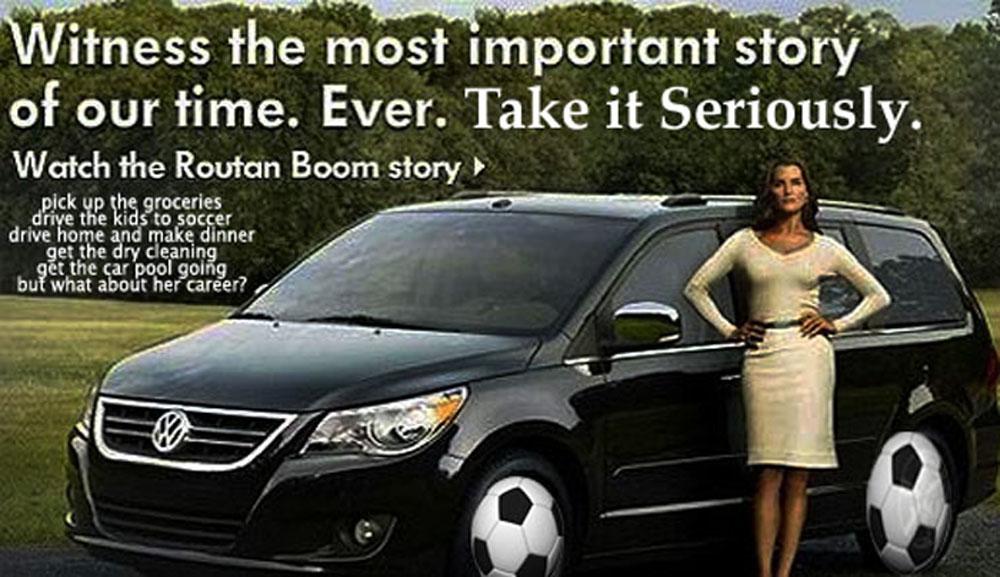 Witness the most important story
of our time. Ever. Take it Seriously.
Watch the Routan Boom story
pick up the groceries
drive the kids to soccer
drive home and make dinner
get the dry cleaning
get the car pool going
but what about her career?